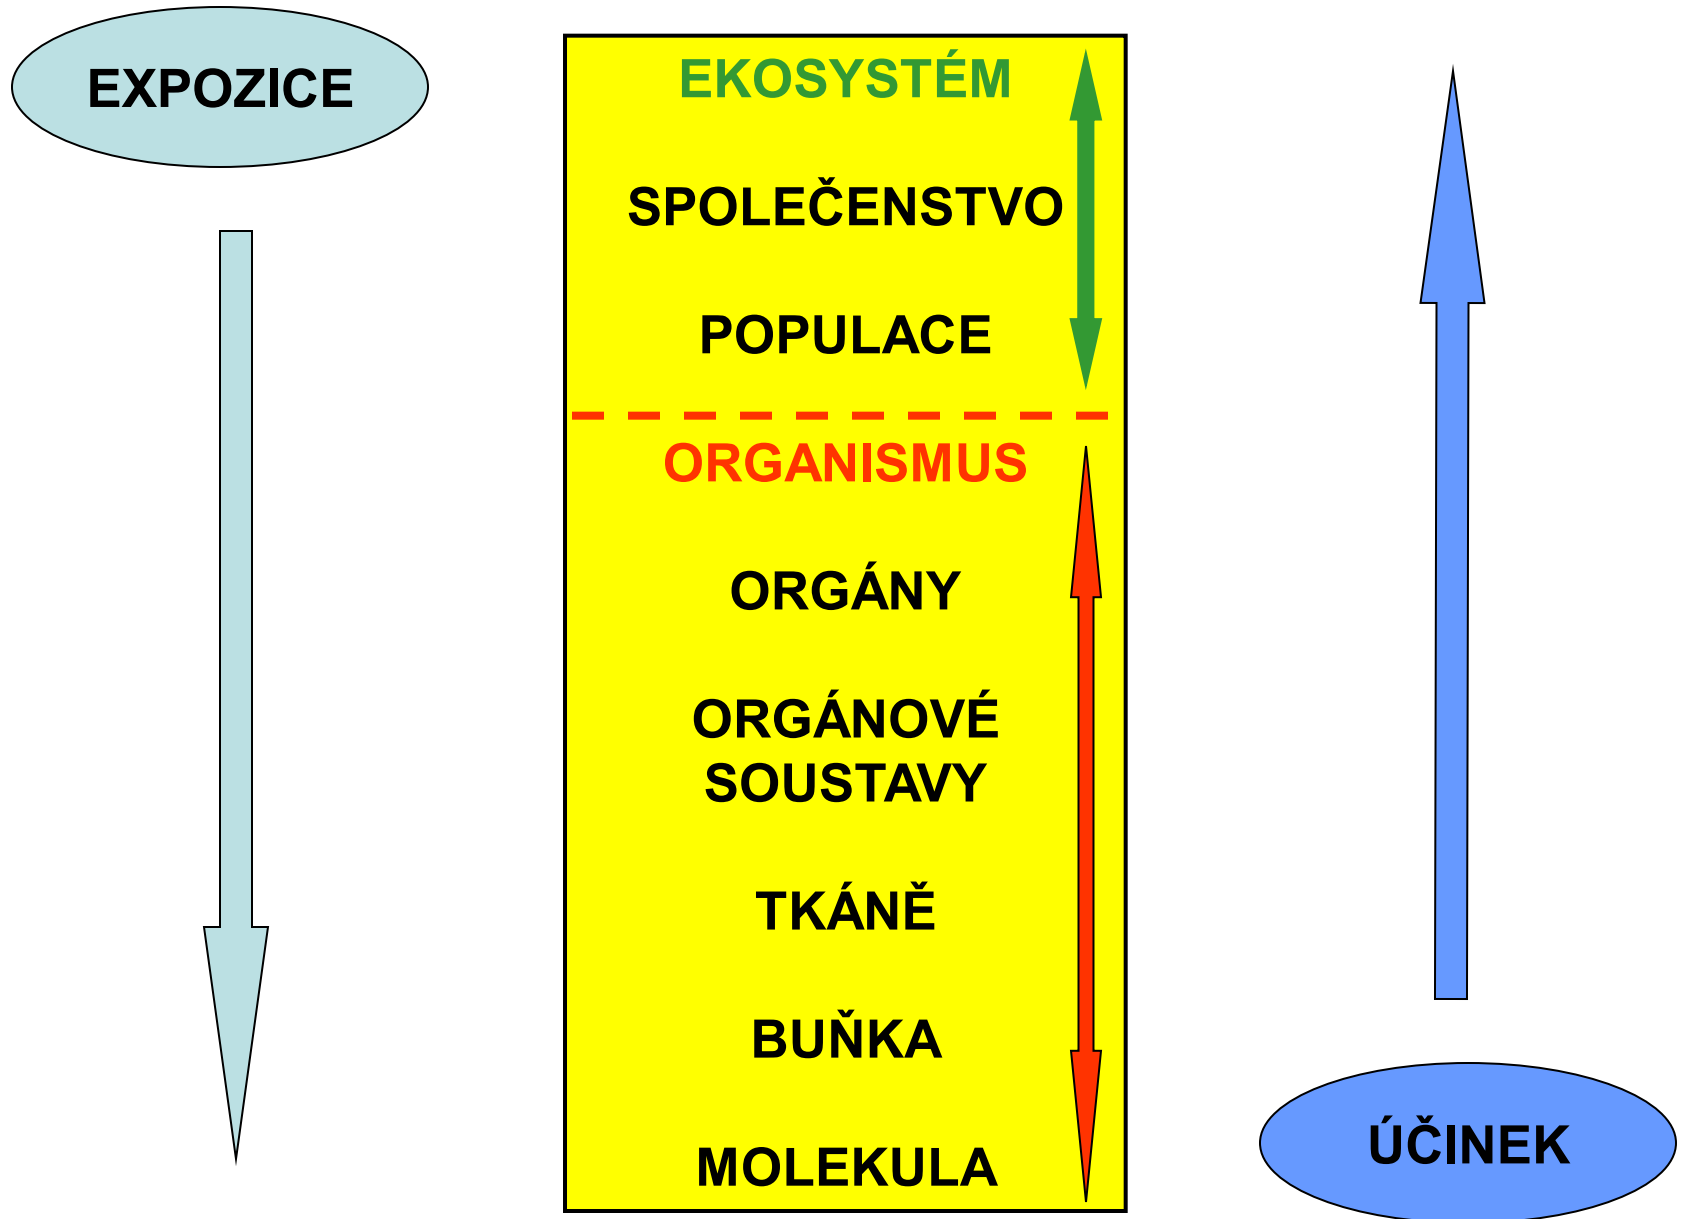 EXPOZICE
EKOSYSTÉM
SPOLEČENSTVO
POPULACE
ORGANISMUS
ORGÁNY
ORGÁNOVÉ
SOUSTAVY
TKÁNĚ
BUŇKA
MOLEKULA
ÚČINEK